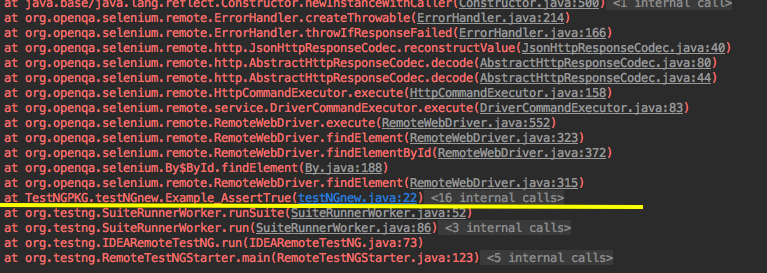 at java.base/java.lang.reflect.Constructor.newInstanceWithCaller(Constructor.java:500) <1 internal call>
at org.openqa.selenium.remote.ErrorHandler.createThrowable(ErrorHandler.java:214)
at org.openqa.selenium.remote.ErrorHandler.throwIfResponseFailed(ErrorHandler.java:166)
at org.openqa.selenium.remote.http.JsonHttpResponseCodec.reconstructValue(JsonHttpResponseCodec.java:40)
at org.openqa.selenium.remote.http.AbstractHttpResponseCodec.decode(AbstractHttpResponseCodec.java:80)
at org.openqa.selenium.remote.http.AbstractHttpResponseCodec.decode(AbstractHttpResponseCodec.java:44)
at org.openqa.selenium.remote.HttpCommandExecutor.execute(HttpCommandExecutor.java:158)
at org.openqa.selenium.remote.service.DriverCommandExecutor.execute(DriverCommandExecutor.java:83)
at org.openqa.selenium.remote.RemoteWebDriver.execute(RemoteWebDriver.java:552)
at org.openqa.selenium.remote.RemoteWebDriver.findElement(RemoteWebDriver.java:323)
at org.openqa.selenium.remote.RemoteWebDriver.findElementById(RemoteWebDriver.java:372)
at org.openqa.selenium.By$ById.findElement(By.java:188)
at org.openqa.selenium.remote.RemoteWebDriver.findElement(RemoteWebDriver.java:315)
at TestNGPKG.testNGnew.Example_AssertTrue(testNGnew.java:22) <16 internal calls>
at org.testng.SuiteRunnerWorker.runSuite(SuiteRunnerWorker.java:52)
at org.testng.SuiteRunnerWorker.run(SuiteRunnerWorker.java:86) <3 internal calls>
at org.testng.IDEARemoteTestNG.run(IDEARemoteTestNG.java:73)
at org.testng.RemoteTestNGStarter.main(RemoteTestNGStarter.java:123) <5 internal calls>